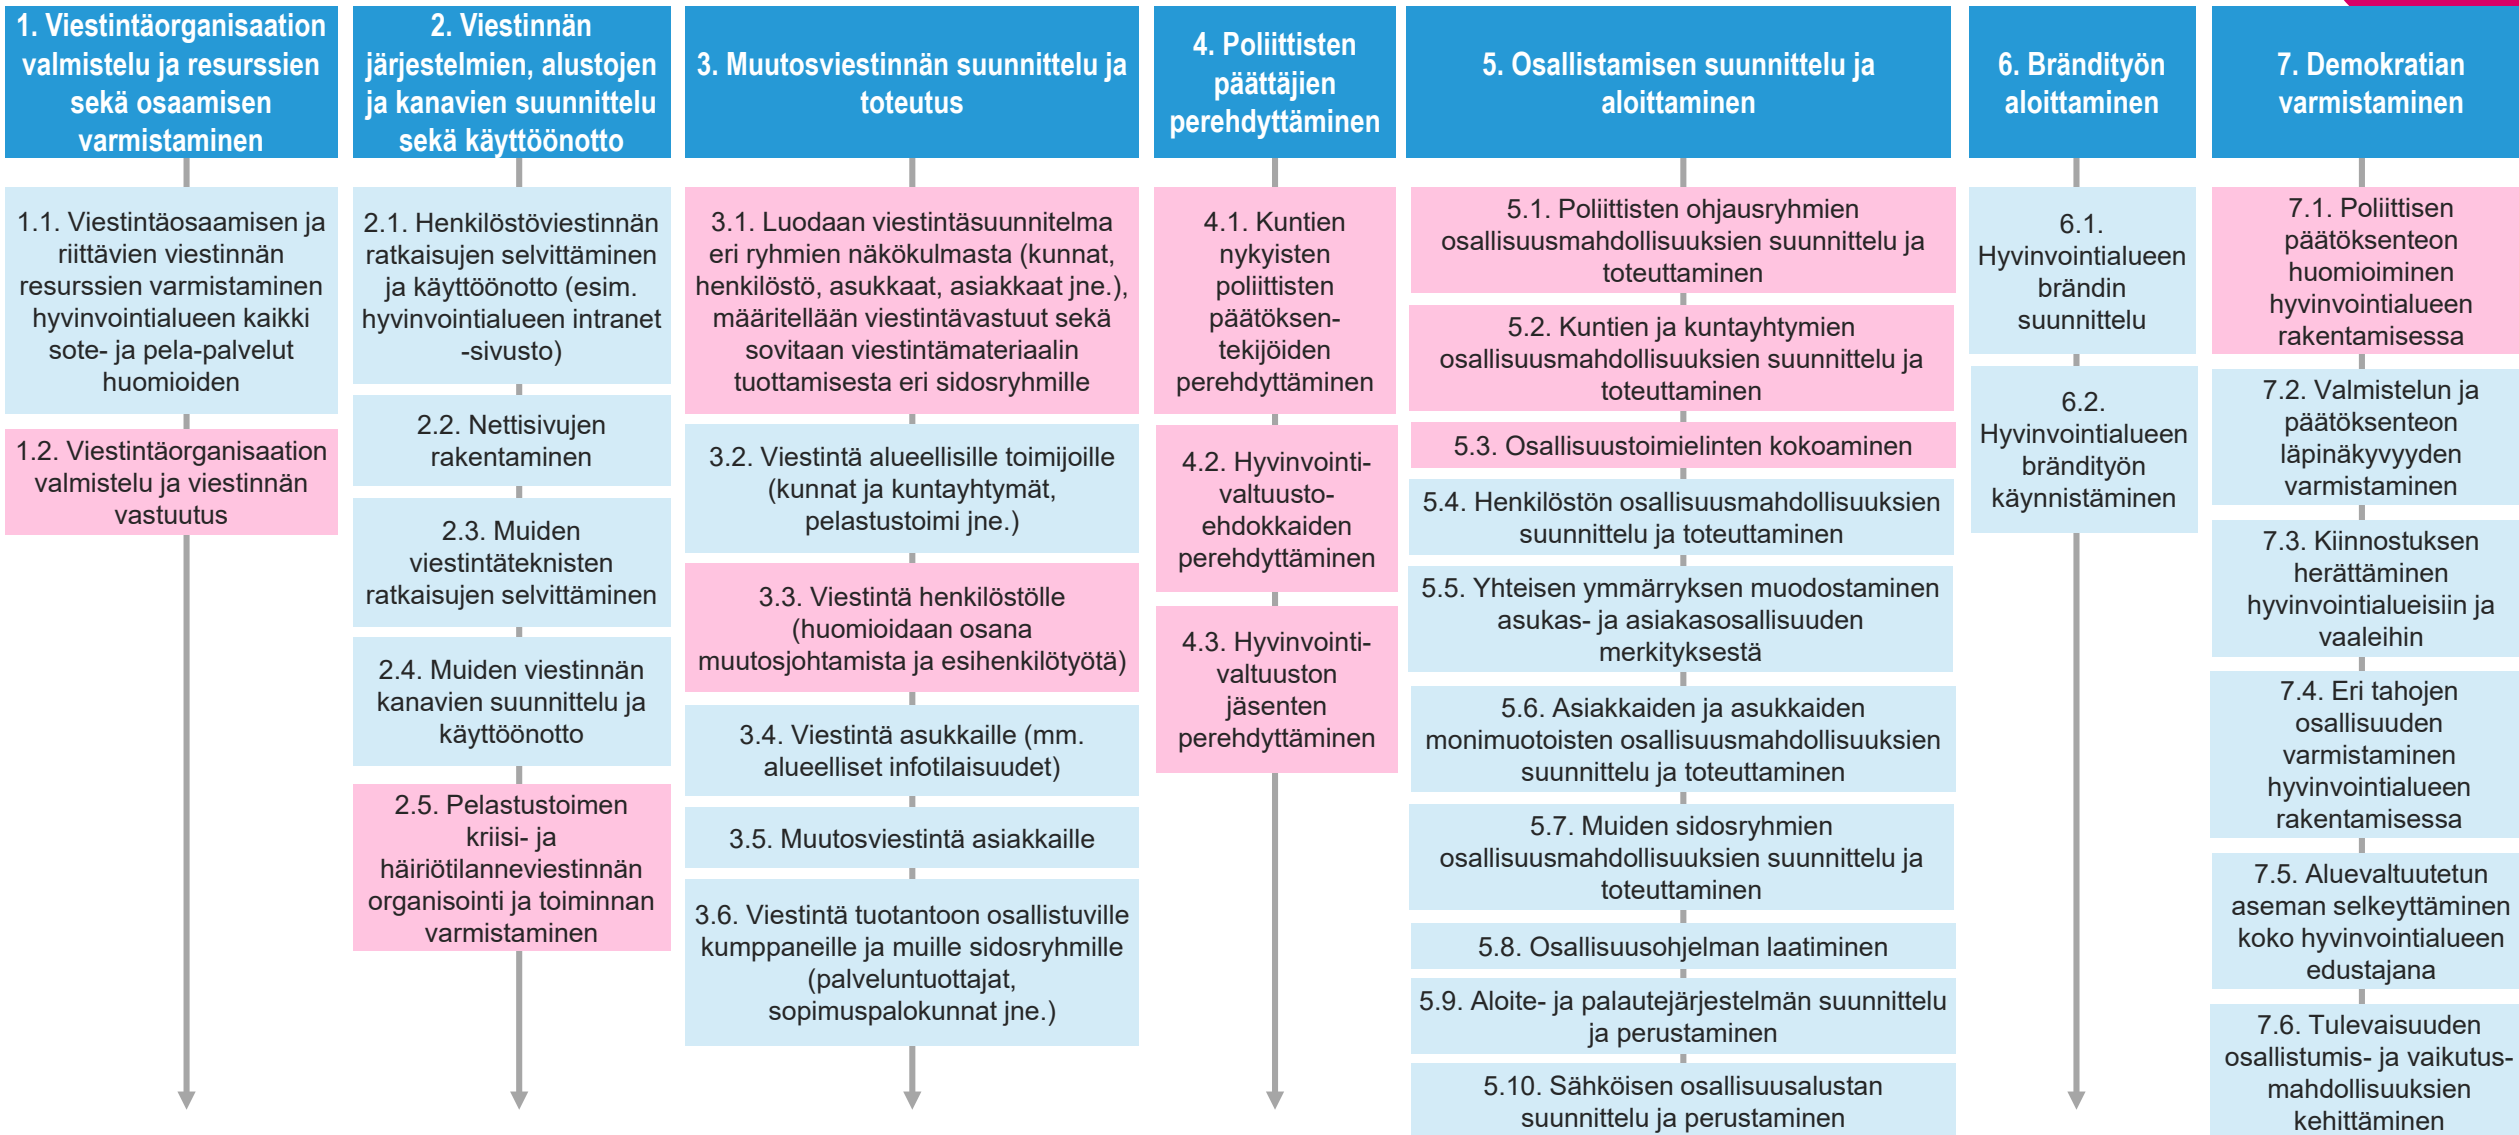 1. Viestintäorganisaation
valmistelu ja resurssien
sekä osaamisen
varmistaminen
1.1. Viestintäosaamisen ja
riittävien viestinnän
resurssien varmistaminen
hyvinvointialueen kaikki
sote- ja pela-palvelut
huomioiden
1.2. Viestintäorganisaation
valmistelu ja viestinnän
vastuutus
2. Viestinnän
järjestelmien, alustojen
ja kanavien suunnittelu
sekä käyttöönotto
2.1. Henkilöstöviestinnän
ratkaisujen selvittäminen
ja käyttöönotto (esim.
hyvinvointialueen intranet
-sivusto)
2.2. Nettisivujen
rakentaminen
2.3. Muiden
viestintäteknisten
ratkaisujen selvittäminen
2.4. Muiden viestinnän
kanavien suunnittelu ja
käyttöönotto
2.5. Pelastustoimen
kriisi- ja
häiriötilanneviestinnän
organisointi ja toiminnan
varmistaminen
3. Muutosviestinnän suunnittelu ja
toteutus
3.1. Luodaan viestintäsuunnitelma
eri ryhmien näkökulmasta (kunnat,
henkilöstö, asukkaat, asiakkaat jne.),
määritellään viestintävastuut sekä
sovitaan viestintämateriaalin
tuottamisesta eri sidosryhmille
3.2. Viestintä alueellisille toimijoille
(kunnat ja kuntayhtymät,
pelastustoimi jne.)
3.3. Viestintä henkilöstölle
(huomioidaan osana
muutosjohtamista ja esihenkilötyötä)
3.4. Viestintä asukkaille (mm.
alueelliset infotilaisuudet)
3.5. Muutosviestintä asiakkaille
3.6. Viestintä tuotantoon osallistuville
kumppaneille ja muille sidosryhmille
(palveluntuottajat,
sopimuspalokunnat jne.)
4. Poliittisten
päättäjien
perehdyttäminen
4.1. Kuntien
nykyisten
poliittisten
päätöksen-
tekijöiden
perehdyttäminen
4.2. Hyvinvointi-
valtuusto-
ehdokkaiden
perehdyttäminen
4.3. Hyvinvointi-
valtuuston
jäsenten
perehdyttäminen
5. Osallistamisen suunnittelu ja
aloittaminen
5.1. Poliittisten ohjausryhmien
osallisuusmahdollisuuksien suunnittelu ja
toteuttaminen
5.2. Kuntien ja kuntayhtymien
osallisuusmahdollisuuksien suunnittelu ja
toteuttaminen
5.3. Osallisuustoimielinten kokoaminen
5.4. Henkilöstön osallisuusmahdollisuuksien
suunnittelu ja toteuttaminen
5.5. Yhteisen ymmärryksen muodostaminen
asukas- ja asiakasosallisuuden
merkityksestä
5.6. Asiakkaiden ja asukkaiden
monimuotoisten osallisuusmahdollisuuksien
suunnittelu ja toteuttaminen
5.7. Muiden sidosryhmien
osallisuusmahdollisuuksien suunnittelu ja
toteuttaminen
5.8. Osallisuusohjelman laatiminen
5.9. Aloite- ja palautejärjestelmän suunnittelu
ja perustaminen
5.10. Sähköisen osallisuusalustan
suunnittelu ja perustaminen
6. Brändityön
aloittaminen
6.1.
Hyvinvointialueen
brändin
suunnittelu
6.2.
Hyvinvointialueen
brändityön
käynnistäminen
7. Demokratian
varmistaminen
7.1. Poliittisen
päätöksenteon
huomioiminen
hyvinvointialueen
rakentamisessa
7.2. Valmistelun ja
päätöksenteon
läpinäkyvyyden
varmistaminen
7.3. Kiinnostuksen
herättäminen
hyvinvointialueisiin ja
vaaleihin
7.4. Eri tahojen
osallisuuden
varmistaminen
hyvinvointialueen
rakentamisessa
7.5. Aluevaltuutetun
aseman selkeyttäminen
koko hyvinvointialueen
edustajana
7.6. Tulevaisuuden
osallistumis- ja vaikutus-
mahdollisuuksien
kehittäminen